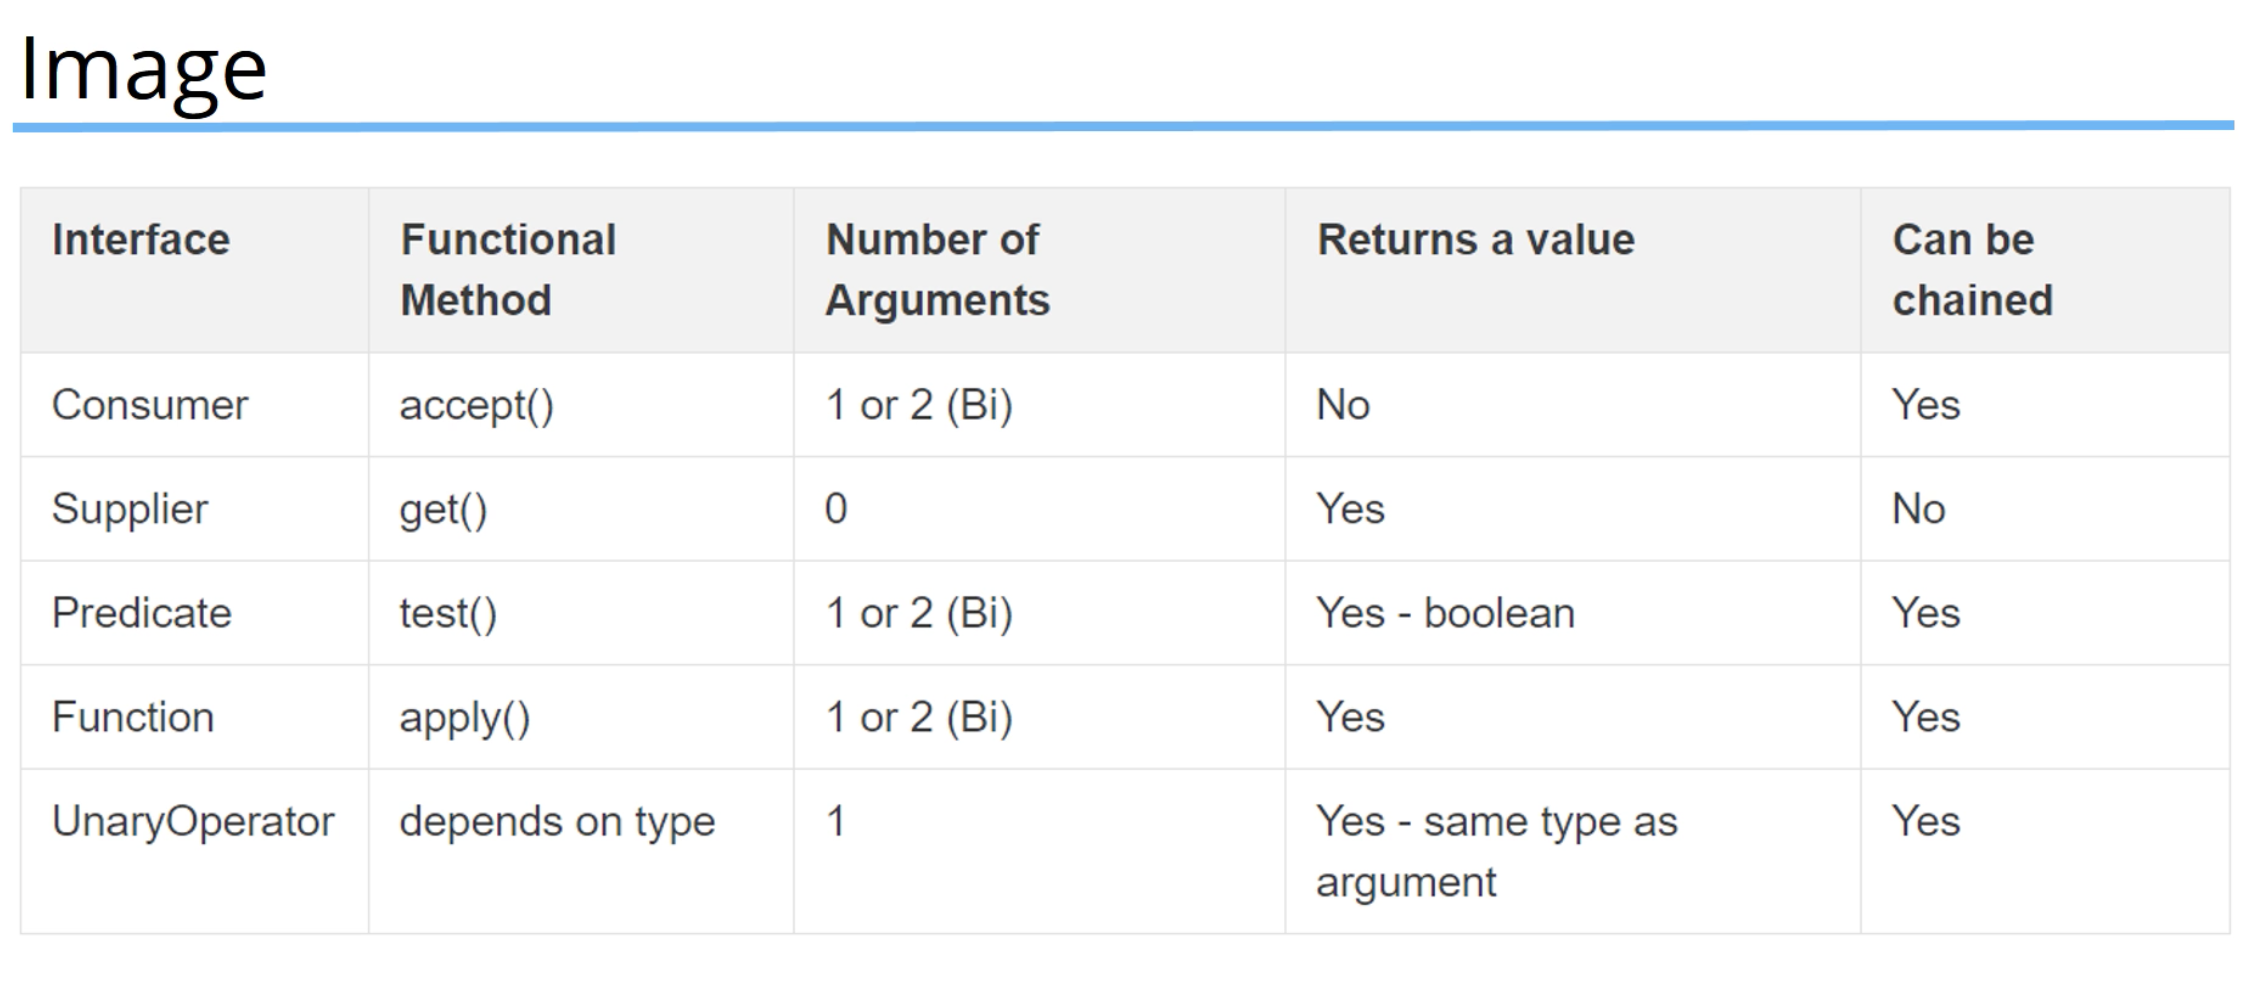 Image
Interface
Functional
Method
Number of
Arguments
Returns a value
Can be
chained
Consumer
accept()
1 or 2 (Bi)
No
Yes
Supplier
get()
0
Yes
No
Predicate
test()
1 or 2 (Bi)
Yes - boolean
Yes
Function
apply()
1 or 2 (Bi)
Yes
Yes
UnaryOperator
depends on type
1
Yes - same type as
argument
Yes